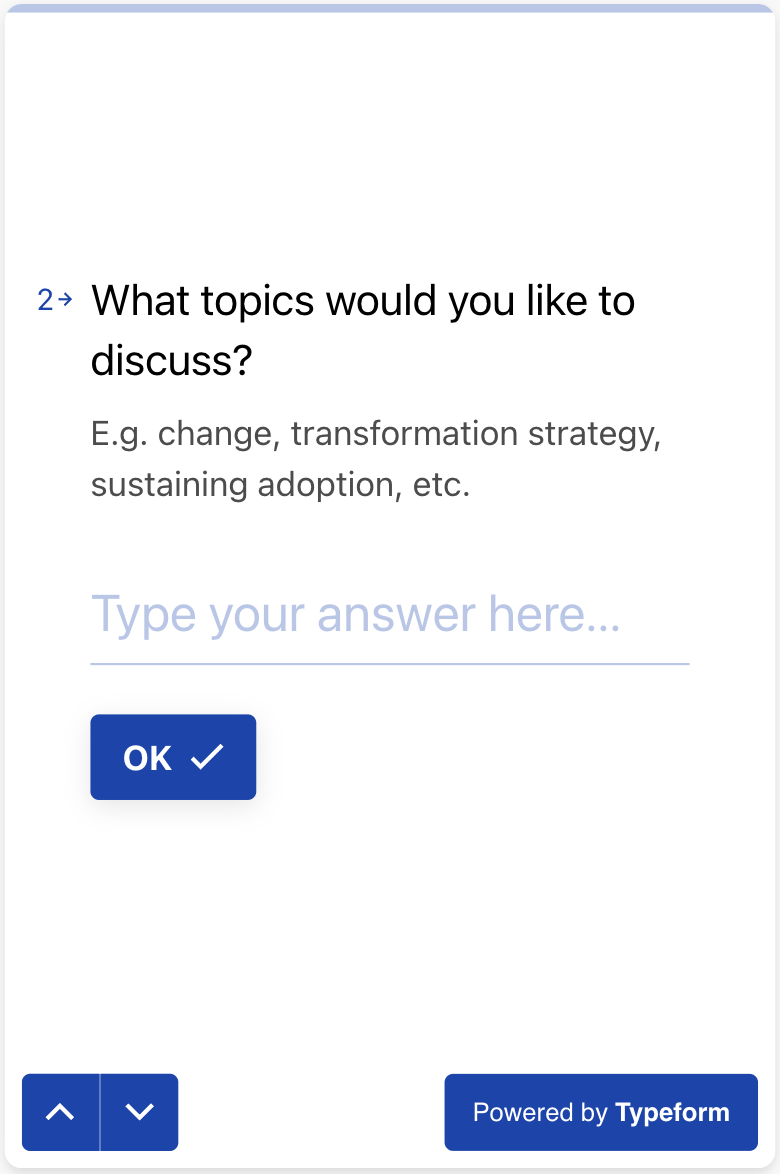 2→ What topics would you like to
discuss?
E.g. change, transformation strategy,
sustaining adoption, etc.
Type your answer here...
OK ✓
Powered by Typeform